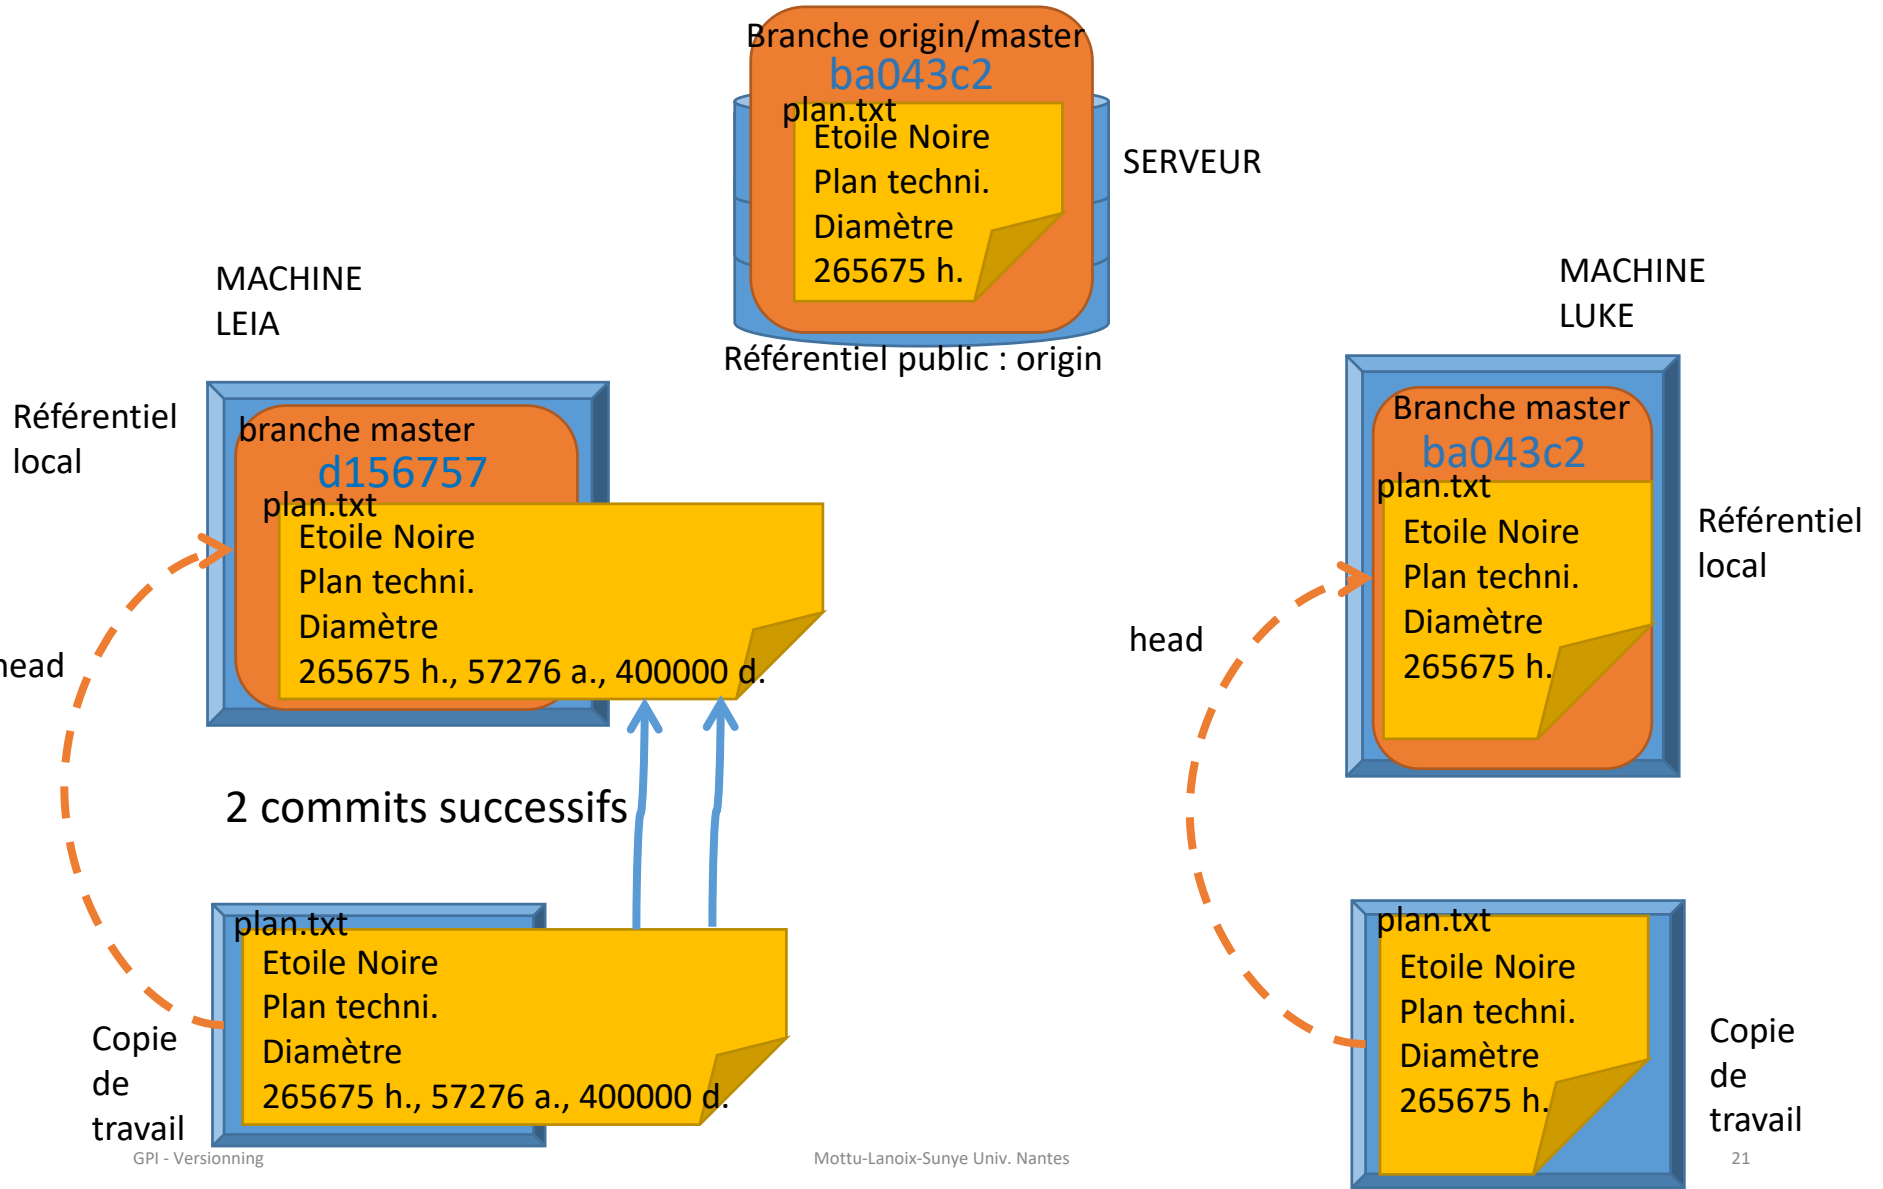 Branche origin/master
ba043c2
plan.txt
Etoile Noire
Plan techni.
Diamètre
265675 h.
SERVEUR
Référentiel public : origin
MACHINE
LEIA
Référentiel
local
branche master
d156757
plan.txt
Etoile Noire
Plan techni.
Diamètre
265675 h., 57276 a., 400000 d.
head
2 commits successifs
plan.txt
Etoile Noire
Plan techni.
Diamètre
265675 h., 57276 a., 400000 d.
Copie
de
travail
MACHINE
LUKE
Branche master
ba043c2
plan.txt
Etoile Noire
Plan techni.
Diamètre
265675 h.
Référentiel
local
head
plan.txt
Etoile Noire
Plan techni.
Diamètre
265675 h.
Copie
de
travail
GPI - Versionning
Mottu-Lanoix-Sunye Univ. Nantes
21